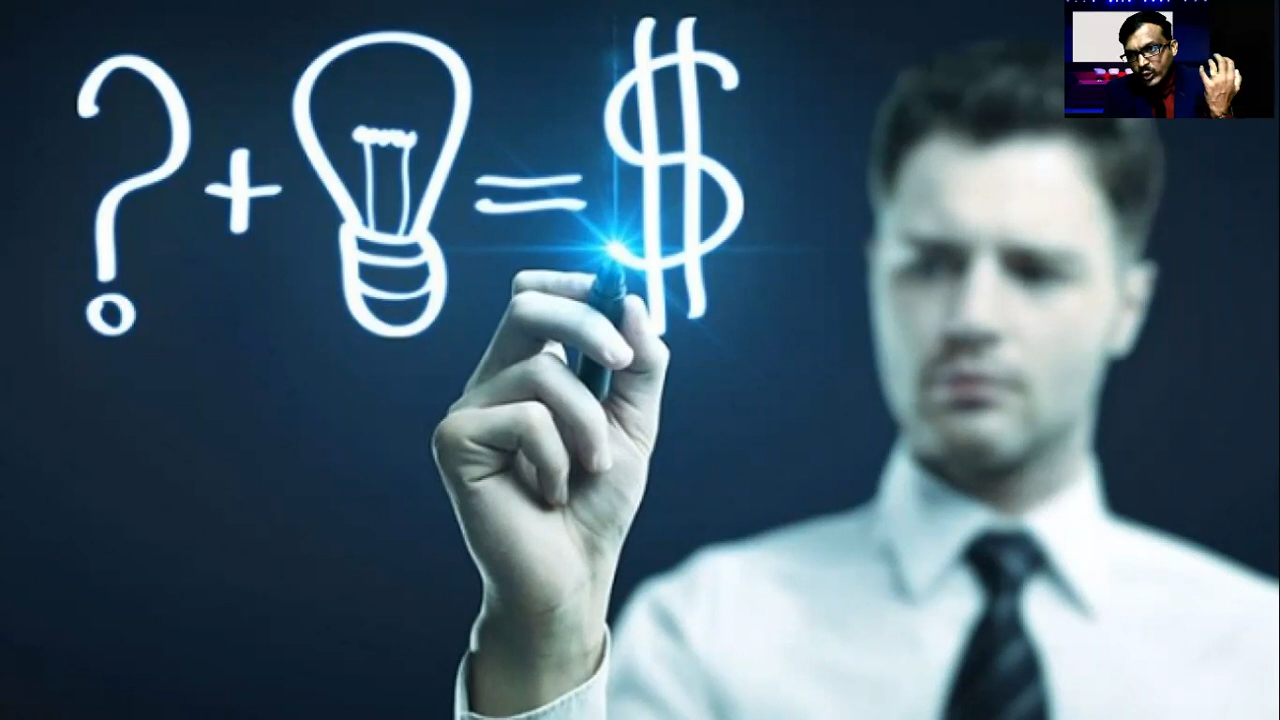 ? + = $